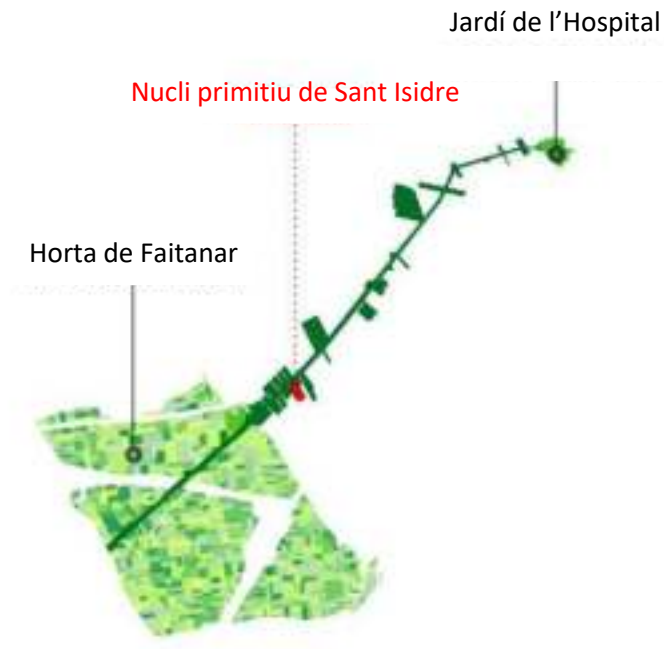 Jardí de l’Hospital
Nucli primitiu de Sant Isidre
Horta de Faitanar